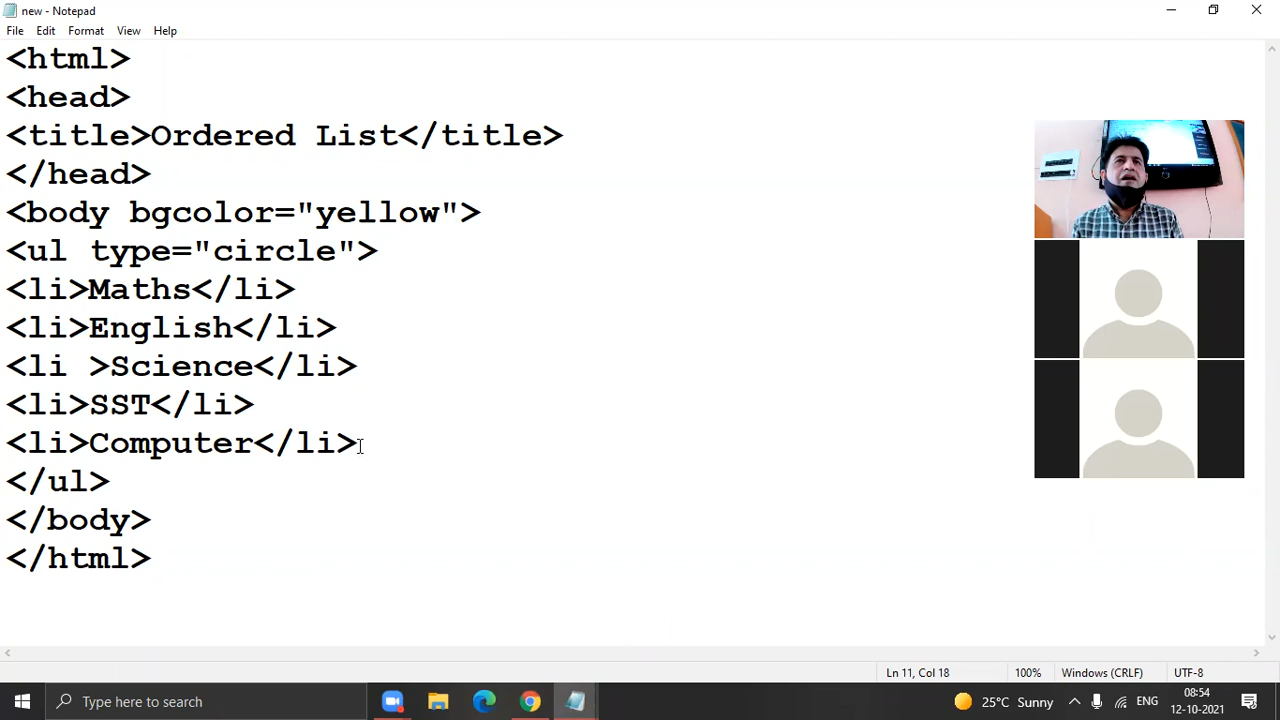 new - Notepad
File Edit Format View Help
<html>
<head>
<title>Ordered List</title>
</head>
<body bgcolor="yellow">
<ul type="circle">
<li>Maths</li>
<li>English</li>
<li >Science</li>
<li>SST</li>
<li>Computer</li>
</ul>
</body>
</html>
Ln 11, Col 18 100% Windows (CRLF) UTF-8
Type here to search 25°C Sunny ENG 08:54
12-10-2021